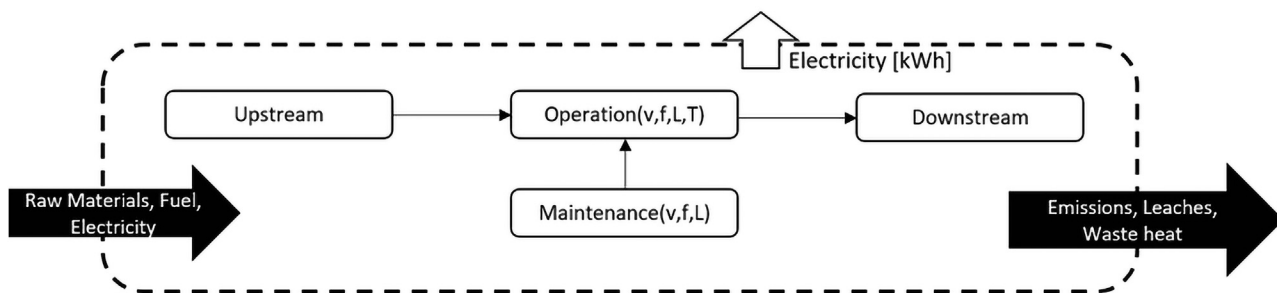 Electricity [kWh]
Upstream
Operation(v,f,L,T)
Downstream
Raw Materials, Fuel,
Electricity
Maintenance(v,f,L)
Emissions, Leaches,
Waste heat